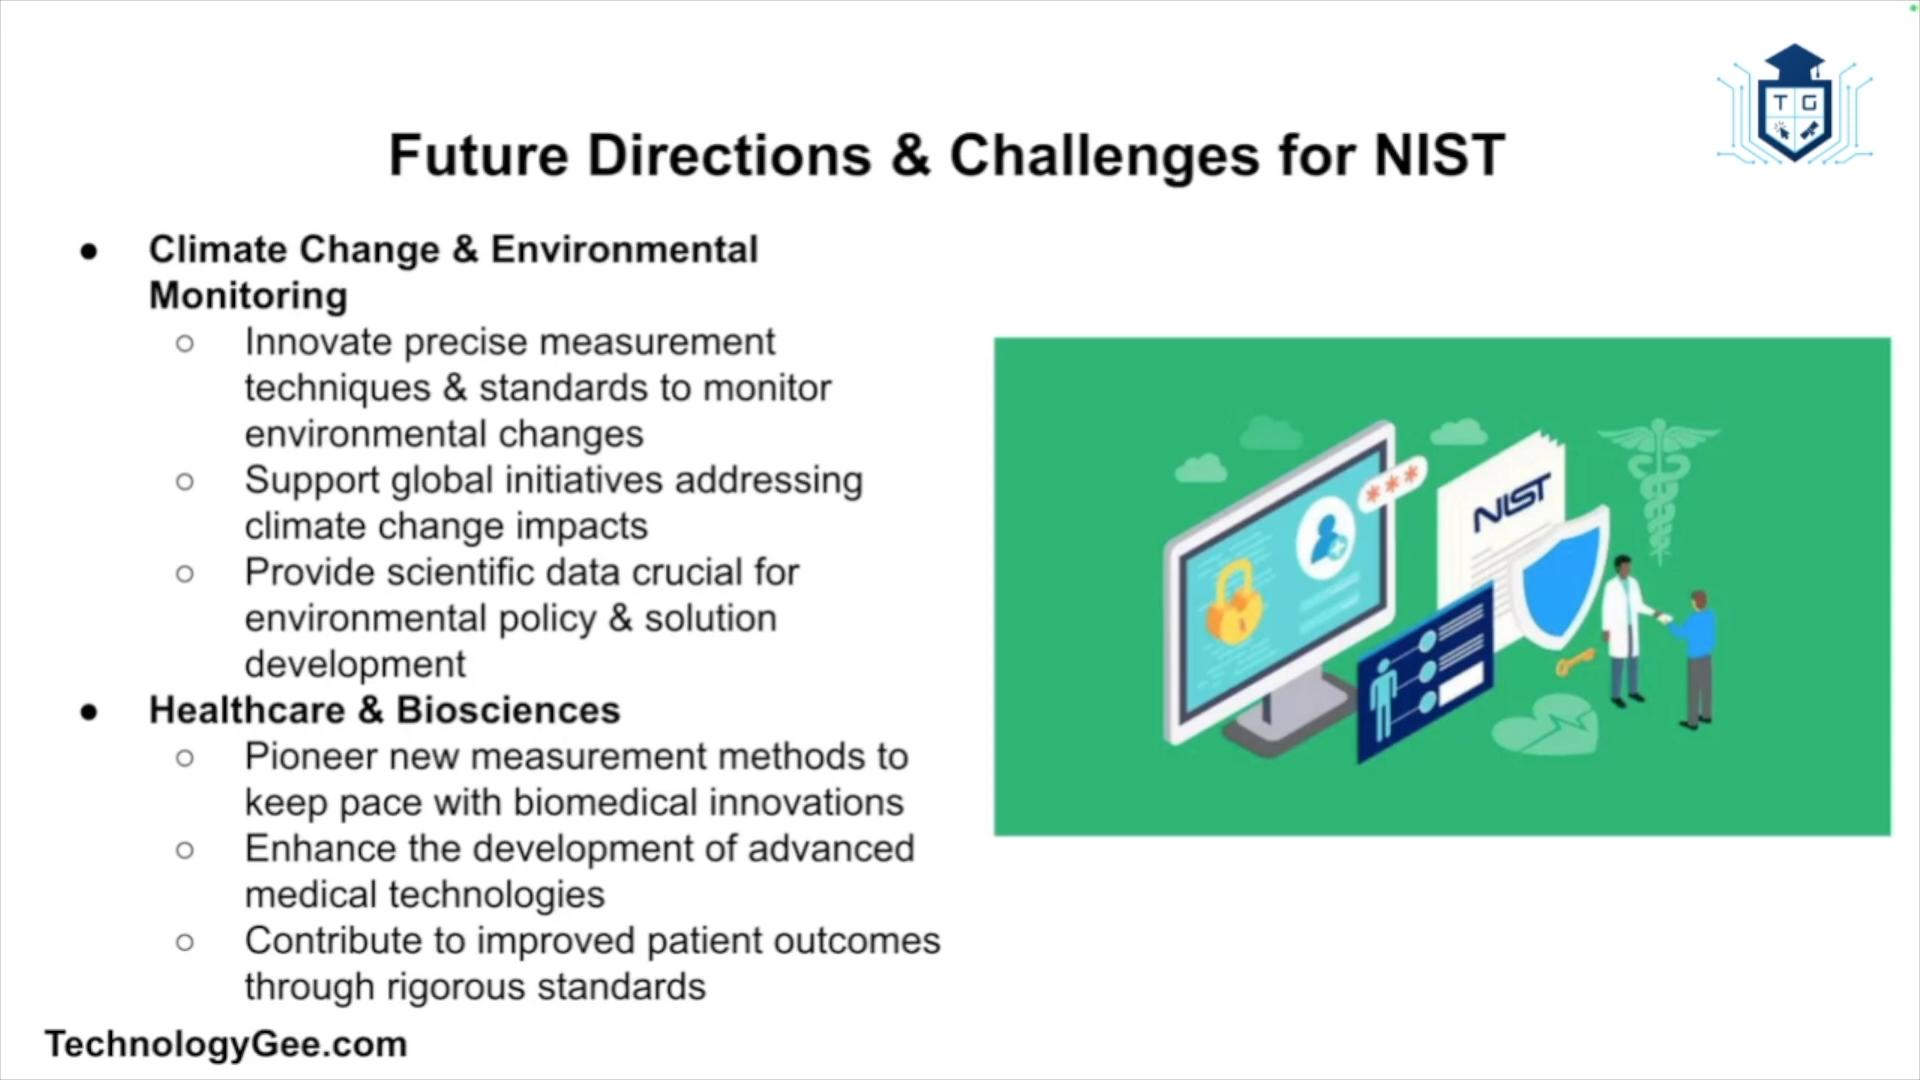 T G
Future Directions & Challenges for NIST
● Climate Change & Environmental
Monitoring
○ Innovate precise measurement
techniques & standards to monitor
environmental changes
○ Support global initiatives addressing
climate change impacts
○ Provide scientific data crucial for
environmental policy & solution
development
● Healthcare & Biosciences
○ Pioneer new measurement methods to
keep pace with biomedical innovations
○ Enhance the development of advanced
medical technologies
○ Contribute to improved patient outcomes
through rigorous standards
***
NIST
TechnologyGee.com